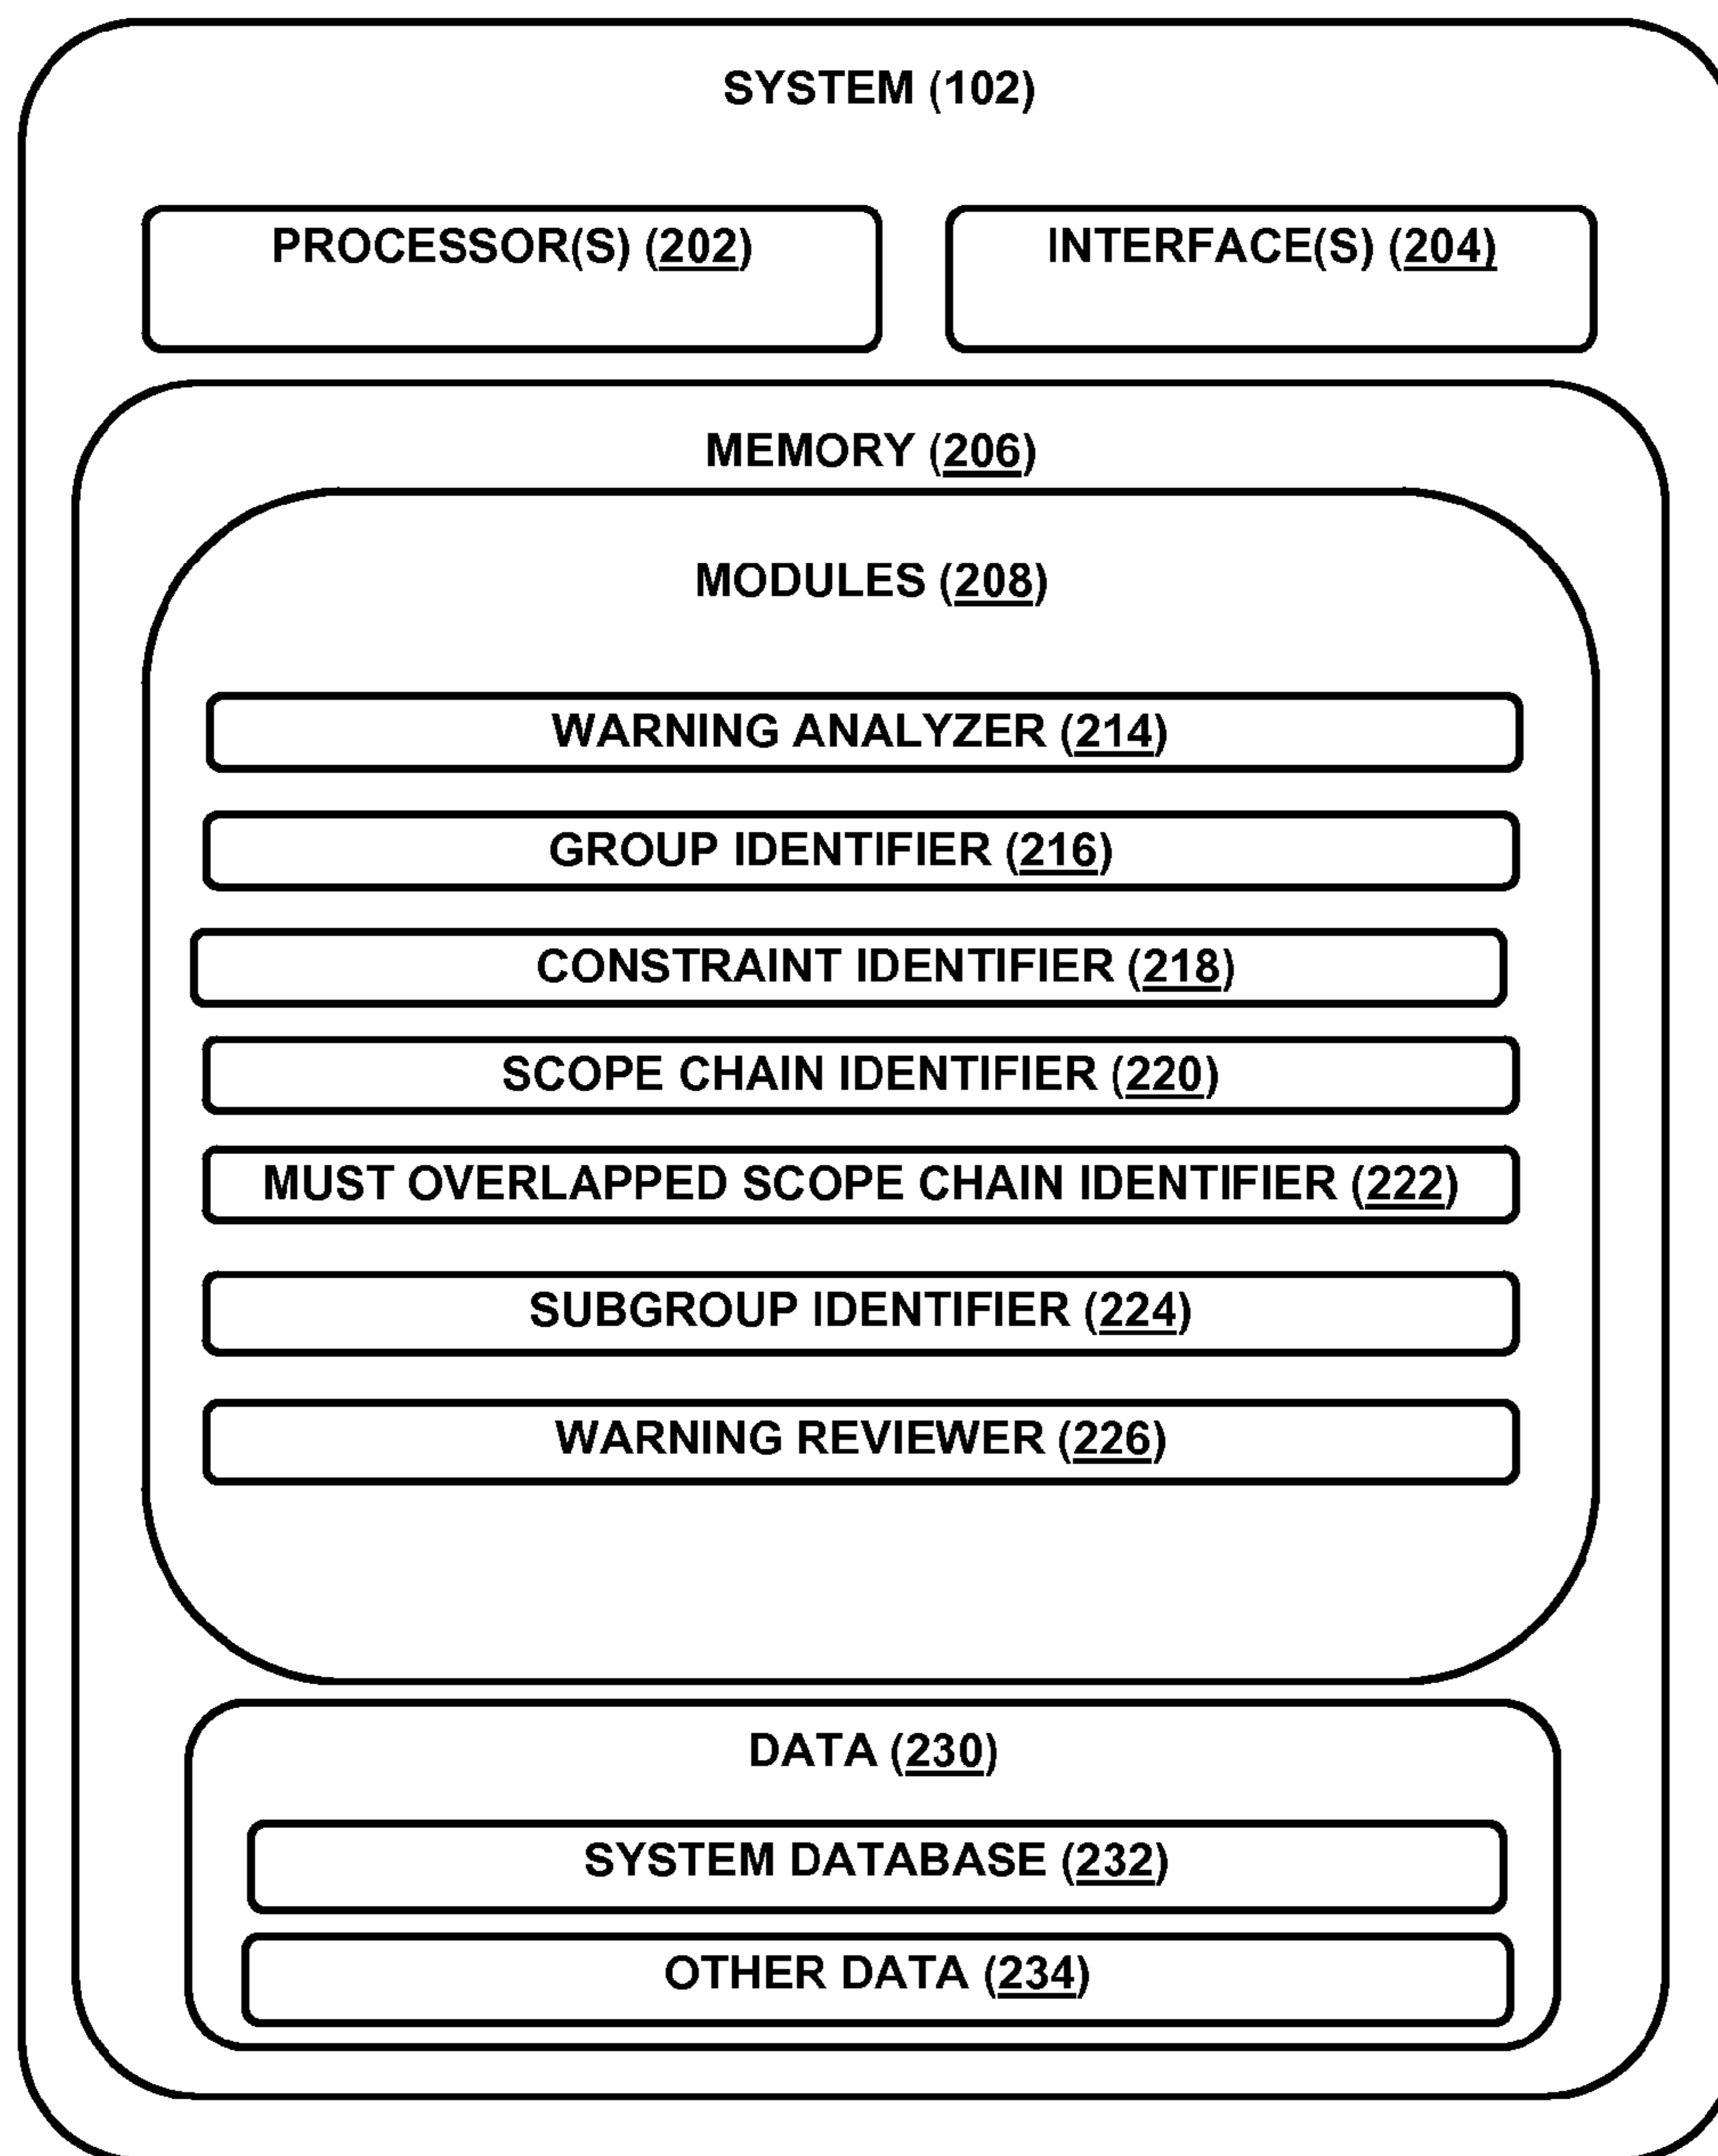 SYSTEM (102)
PROCESSOR(S) (202)
INTERFACE(S) (204)
MEMORY (206)
MODULES (208)
WARNING ANALYZER (214)
GROUP IDENTIFIER (216)
CONSTRAINT IDENTIFIER (218)
SCOPE CHAIN IDENTIFIER (220)
MUST OVERLAPPED SCOPE CHAIN IDENTIFIER (222)
SUBGROUP IDENTIFIER (224)
WARNING REVIEWER (226)
DATA (230)
SYSTEM DATABASE (232)
OTHER DATA (234)